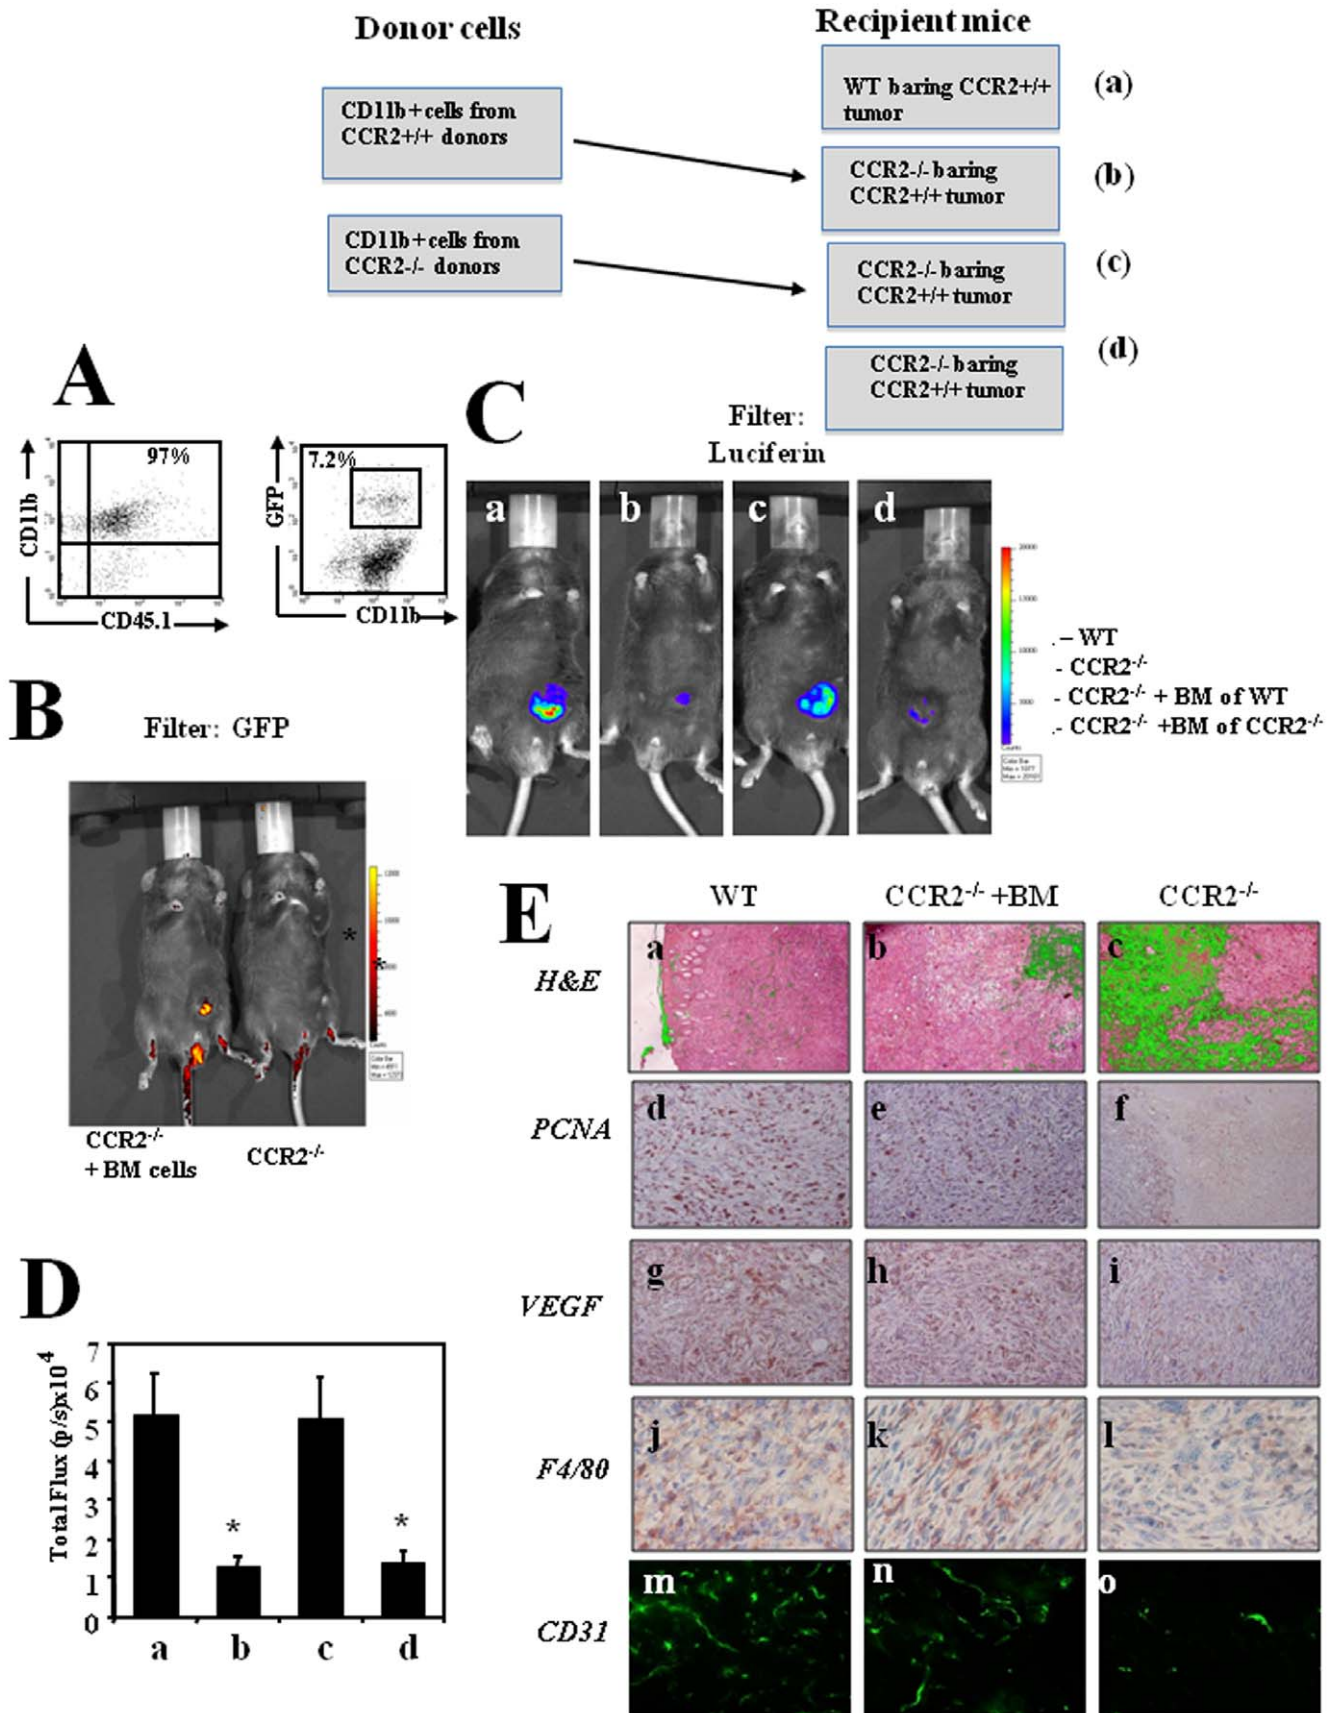 Donor cells
Recipient mice
CD11b+cells from
CCR2+/+ donors
CD11b+cells from
CCR2-/- donors
WT baring CCR2+/+
tumor
(a)
CCR2-/- baring
CCR2+/+ tumor
(b)
CCR2-/- baring
CCR2+/+ tumor
(c)
CCR2-/- baring
CCR2+/+ tumor
(d)
A
97%
CD11b
CD45.1
7.2%
GFP
CD11b
B
Filter: GFP
*
*
CCR2-/-
+ BM cells
CCR2-/-
C
Filter:
Luciferin
a
b
c
d
.– WT
- CCR2-/-
- CCR2-/- + BM of WT
.- CCR2-/- +BM of CCR2-/-
D
Total Flux (p/s)x10 4
7
6
5
4
3
2
1
0
*
*
a
b
c
d
E
WT
CCR2-/- +BM
CCR2-/-
H&E
a
b
c
PCNA
d
e
f
VEGF
g
h
i
F4/80
j
k
l
CD31
m
n
o